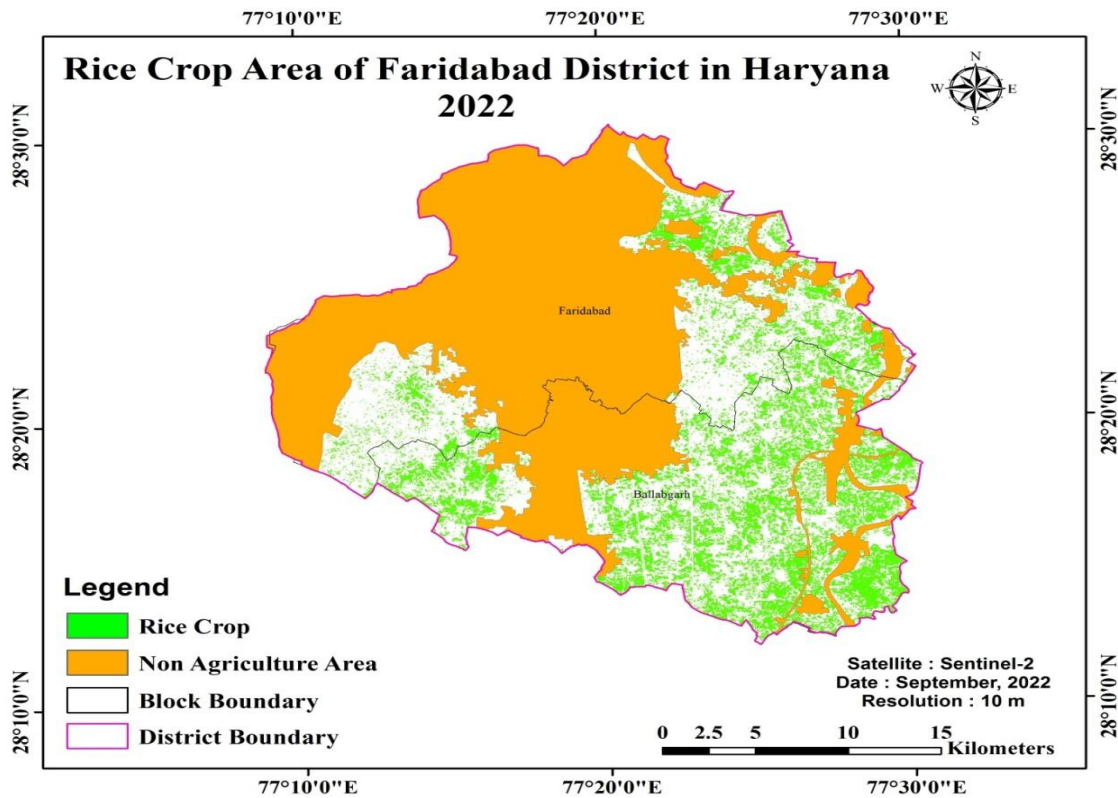 77°10'0"E 77°20'0"E 77°30'0"E
Rice Crop Area of Faridabad District in Haryana
2022
N
W E
S
28°30'0"N 28°30'0"N
Faridabad
28°20'0"N 28°20'0"N
Ballabgarh
Legend
Rice Crop
Non Agriculture Area
Block Boundary
District Boundary
Satellite : Sentinel-2
Date : September, 2022
Resolution : 10 m
28°10'0"N 28°10'0"N
0 2.5 5 10 15
Kilometers
77°10'0"E 77°20'0"E 77°30'0"E